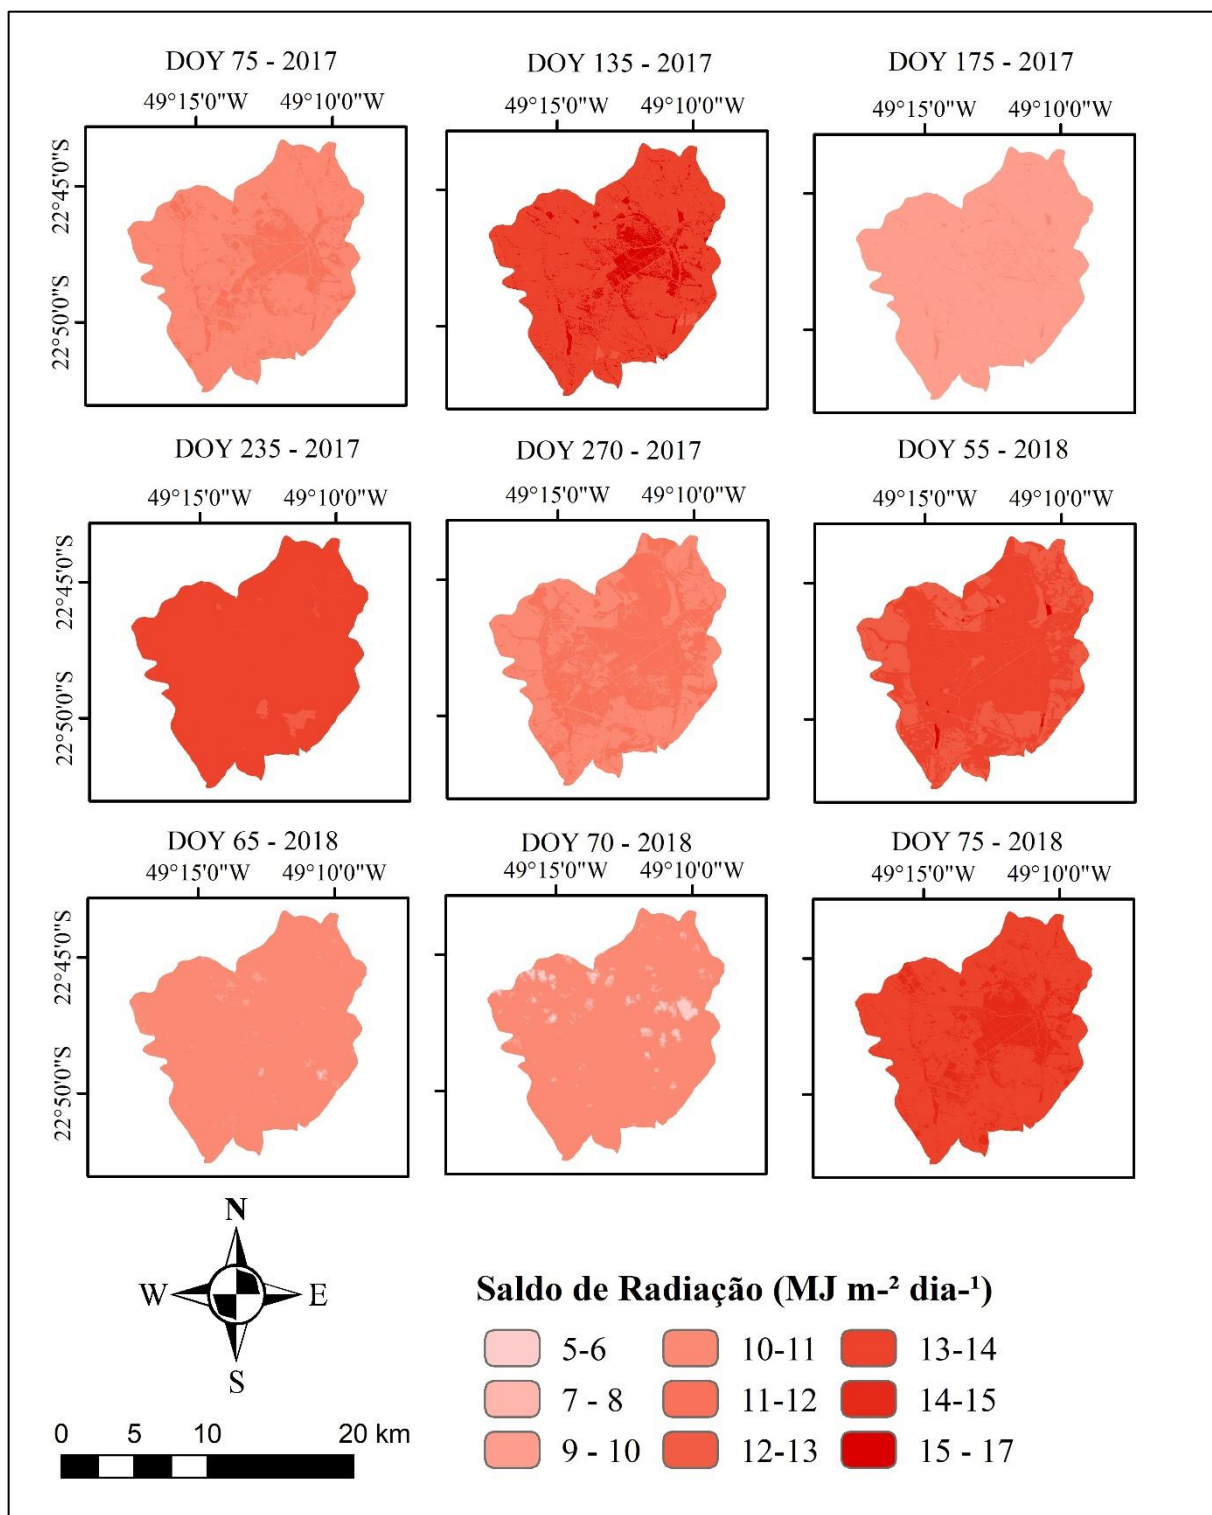 DOY 75 - 2017
DOY 135 - 2017
DOY 175 - 2017
49°15'0"W 49°10'0"W
49°15'0"W 49°10'0"W
49°15'0"W 49°10'0"W
22°45'0"S
22°50'0"S
DOY 235 - 2017
DOY 270 - 2017
DOY 55 - 2018
49°15'0"W 49°10'0"W
49°15'0"W 49°10'0"W
49°15'0"W 49°10'0"W
22°45'0"S
22°50'0"S
DOY 65 - 2018
DOY 70 - 2018
DOY 75 - 2018
49°15'0"W 49°10'0"W
49°15'0"W 49°10'0"W
49°15'0"W 49°10'0"W
22°45'0"S
22°50'0"S
N
W E
S
0 5 10 20 km
Saldo de Radiação (MJ m-² dia-¹)
5-6 10-11 13-14
7 - 8 11-12 14-15
9 - 10 12-13 15 - 17